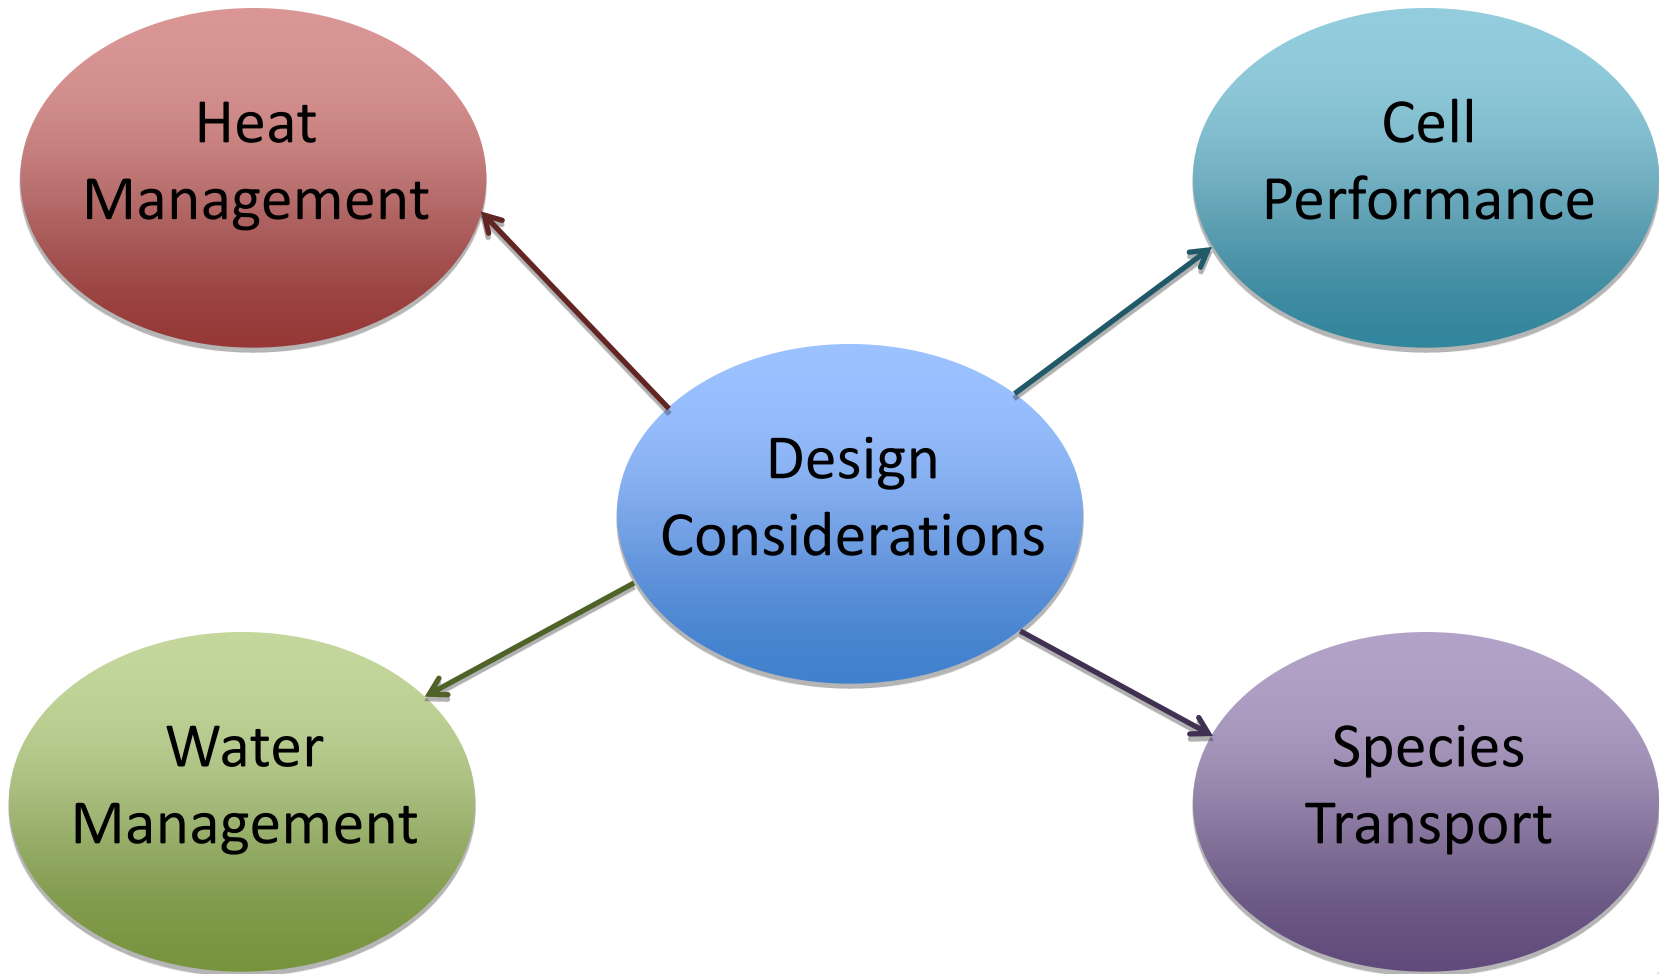 Heat
Management
Cell
Performance
Design
Considerations
Water
Management
Species
Transport